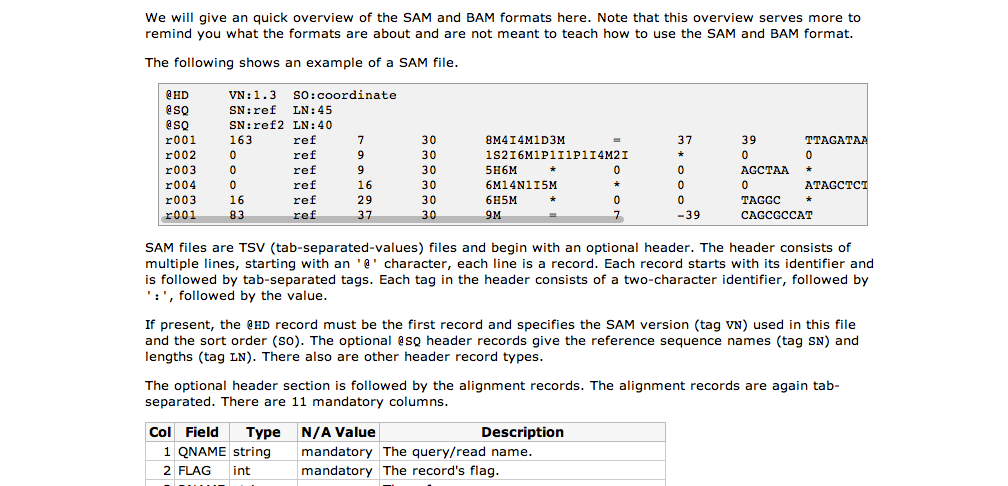 We will give an quick overview of the SAM and BAM formats here. Note that this overview serves more to
remind you what the formats are about and are not meant to teach how to use the SAM and BAM format.
The following shows an example of a SAM file.
@HD VN:1.3 SO:coordinate
@SQ SN:ref LN:45
@SQ SN:ref2 LN:40
r001 163 ref 7 30 8M4I4M1D3M = 37 39 TTAGATAA
r002 0 ref 9 30 1S2I6M1P1I1P1I4M2I * 0 0
r003 0 ref 9 30 5H6M * 0 0 AGCTAA *
r004 0 ref 16 30 6M14N1I5M * 0 0 ATAGCTCT
r003 16 ref 29 30 6H5M * 0 0 TAGGC *
r001 83 ref 37 30 9M = 7 -39 CAGCGCCAT
SAM files are TSV (tab-separated-values) files and begin with an optional header. The header consists of
multiple lines, starting with an '@' character, each line is a record. Each record starts with its identifier and
is followed by tab-separated tags. Each tag in the header consists of a two-character identifier, followed by
':', followed by the value.
If present, the @HD record must be the first record and specifies the SAM version (tag VN) used in this file
and the sort order (SO). The optional @SQ header records give the reference sequence names (tag SN) and
lengths (tag LN). There also are other header record types.
The optional header section is followed by the alignment records. The alignment records are again tab-
separated. There are 11 mandatory columns.
Col Field Type N/A Value Description
1 QNAME string mandatory The query/read name.
2 FLAG int mandatory The record's flag.